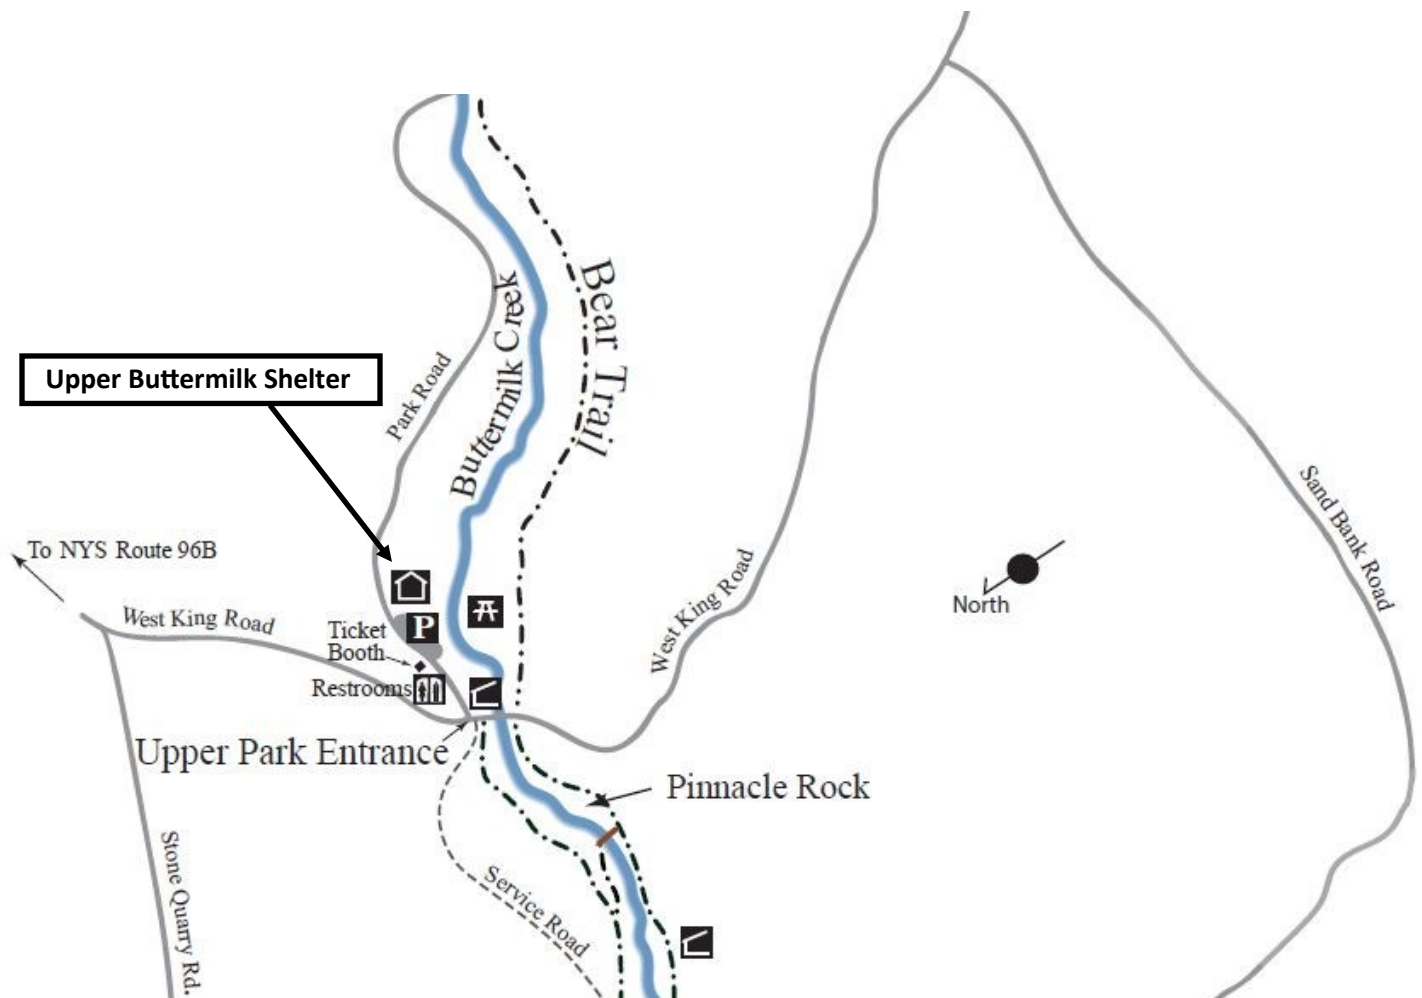 Bear Trail
Buttermilk Creek
Upper Buttermilk Shelter
Park Road
Sand Bank Road
To NYS Route 96B
West King Road
West King Road
North
P
Ticket
Booth
Restrooms
Upper Park Entrance
Pinnacle Rock
Stone Quarry Rd.
Service Road